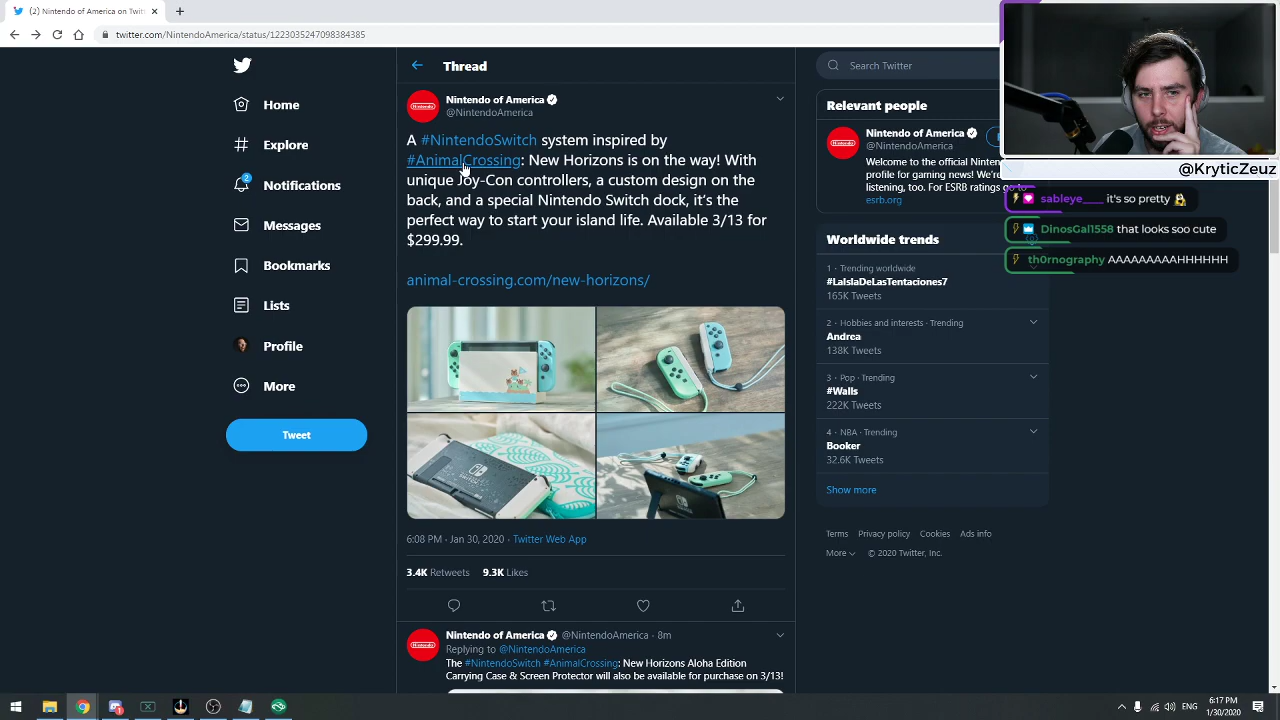 Nintendo of America on Twit
twitter.com/NintendoAmerica/status/1223035247098384385
Home
Explore
2
Notifications
Messages
Bookmarks
Lists
Profile
More
Tweet
Thread
Nintendo of America
@NintendoAmerica
A #NintendoSwitch system inspired by
#AnimalCrossing: New Horizons is on the way! With
unique Joy-Con controllers, a custom design on the
back, and a special Nintendo Switch dock, it's the
perfect way to start your island life. Available 3/13 for
$299.99.
animal-crossing.com/new-horizons/
6:08 PM · Jan 30, 2020 · Twitter Web App
3.4K Retweets 9.3K Likes
Nintendo of America @NintendoAmerica · 8m
Replying to @NintendoAmerica
The #NintendoSwitch #AnimalCrossing: New Horizons Aloha Edition
Carrying Case & Screen Protector will also be available for purchase on 3/13!
Search Twitter
Relevant people
Nintendo of America
@NintendoAmerica
Welcome to the official Nintend
profile for gaming news! We're
listening, too. For ESRB ratings go to
esrb.org
Worldwide trends
1 · Trending worldwide
#LaIslaDeLasTentaciones7
165K Tweets
2 · Hobbies and interests · Trending
Andrea
138K Tweets
3 · Pop · Trending
#Walls
222K Tweets
4 · NBA · Trending
Booker
32.6K Tweets
Show more
Terms Privacy policy Cookies Ads info
More © 2020 Twitter, Inc.
@KryticZeuz
sableye____ it's so pretty
DinosGal1558 that looks soo cute
th0rnography AAAAAAAAAHHHHHH
ENG
6:17 PM
1/30/2020